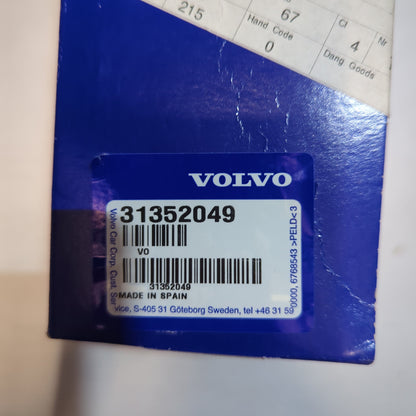 215
67
Cl
Nr
Hand Code
0
4
Dang. Goods
VOLVO
31352049
VO
31352049
MADE IN SPAIN
Volvo Car Corp. Cust. Ser
vice, S-405 31 Göteborg Sweden, tel +46 31 59
0000, 6768543 >PELD< 3